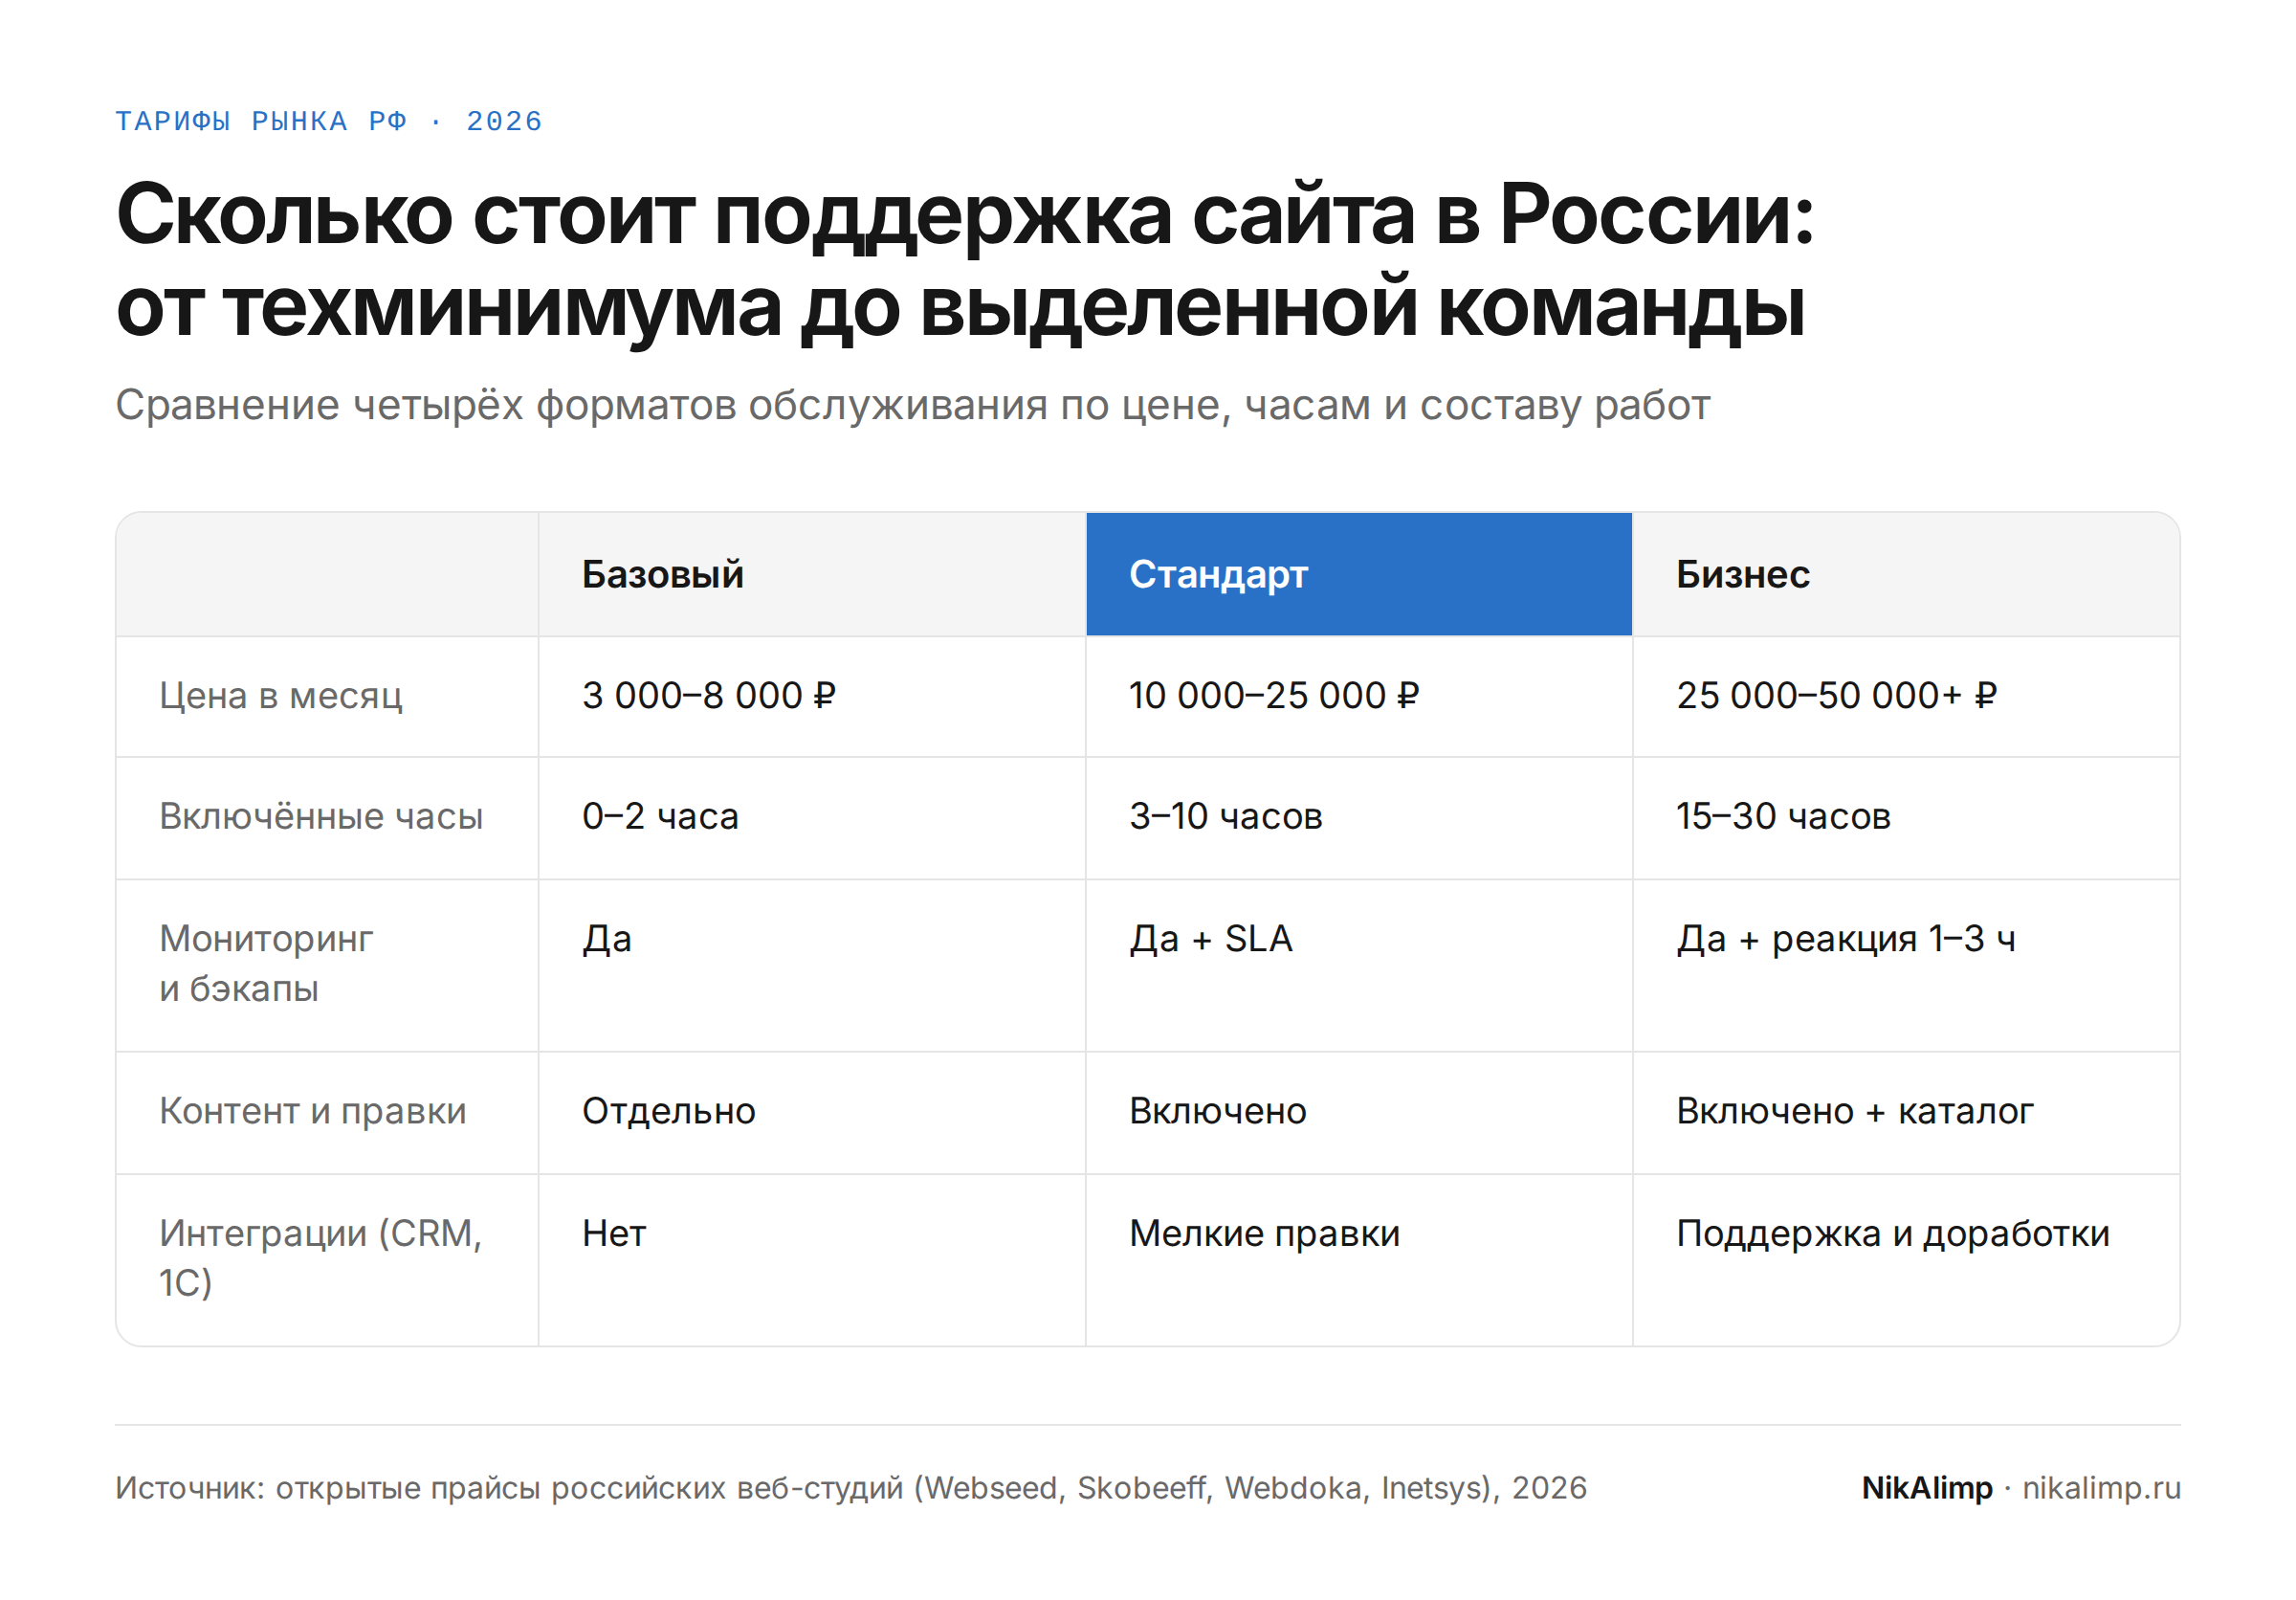 ТАРИФЫ РЫНКА РФ · 2026
Сколько стоит поддержка сайта в России:
от техминимума до выделенной команды
Сравнение четырёх форматов обслуживания по цене, часам и составу работ
Базовый Стандарт Бизнес
Цена в месяц 3 000–8 000 ₽ 10 000–25 000 ₽ 25 000–50 000+ ₽
Включённые часы 0–2 часа 3–10 часов 15–30 часов
Мониторинг Да Да + SLA Да + реакция 1–3 ч
и бэкапы
Контент и правки Отдельно Включено Включено + каталог
Интеграции (CRM, Нет Мелкие правки Поддержка и доработки
1С)
Источник: открытые прайсы российских веб-студий (Webseed, Skobeeff, Webdoka, Inetsys), 2026 NikAlimp · nikalimp.ru